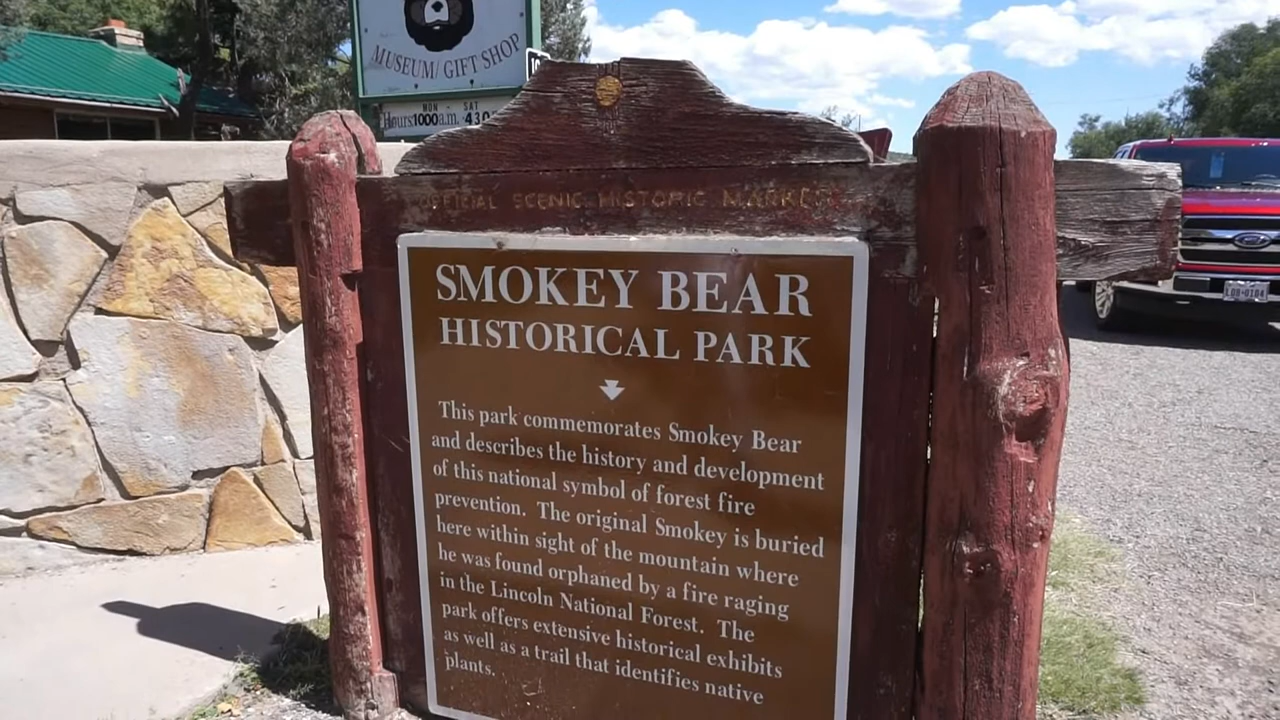 MUSEUM/ GIFT SHOP
MON - SAT
Hours:1000a.m. 430
OFFICIAL SCENIC HISTORIC MARKER
SMOKEY BEAR
HISTORICAL PARK
This park commemorates Smokey Bear
and describes the history and development
of this national symbol of forest fire
prevention. The original Smokey is buried
here within sight of the mountain where
he was found orphaned by a fire raging
in the Lincoln National Forest. The
park offers extensive historical exhibits
as well as a trail that identifies native
plants.
Ford